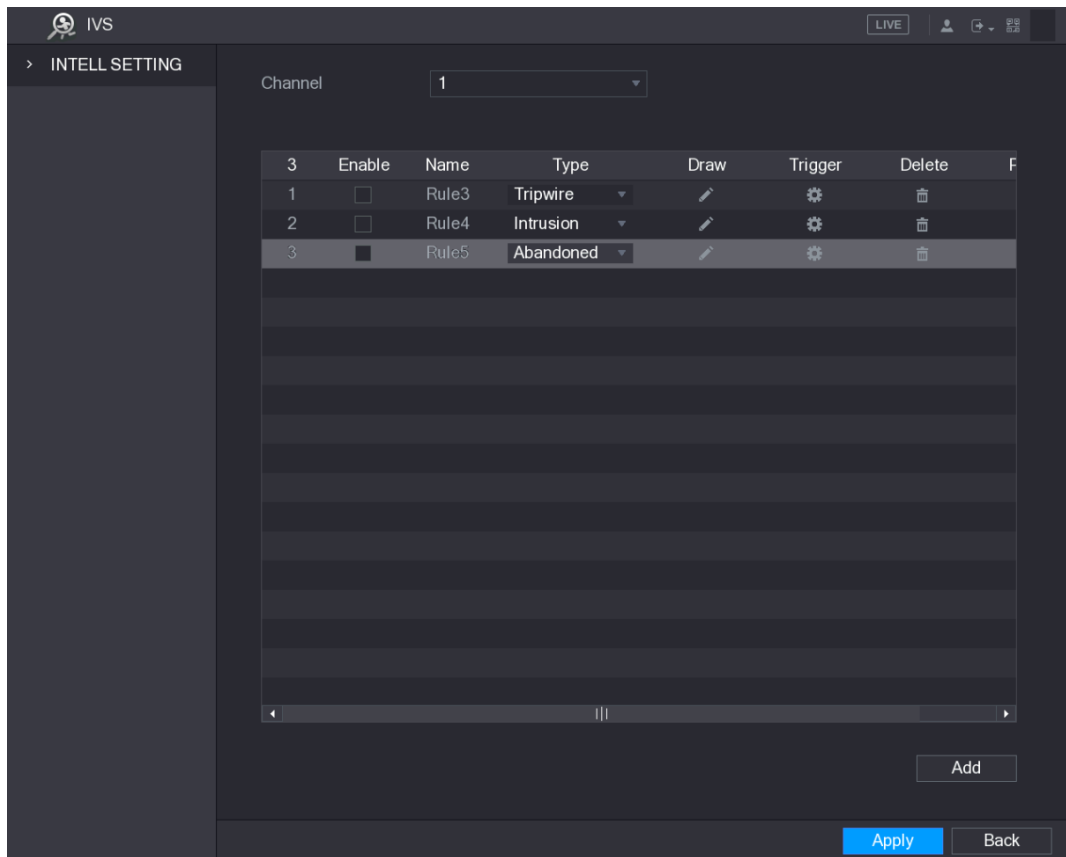 IVS LIVE
INTELL SETTING
Channel 1
3 Enable Name Type Draw Trigger Delete
1 Rule3 Tripwire
2 Rule4 Intrusion
3 Rule5 Abandoned
Add
Apply Back